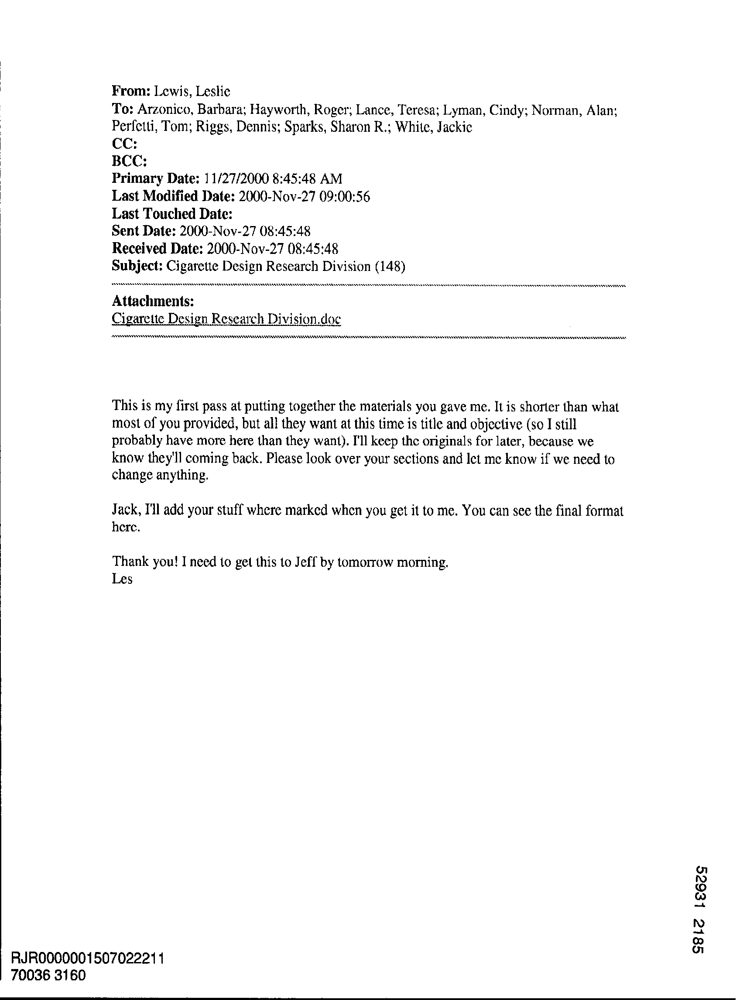 From: Lewis, Leslie
To: Arzonico, Barbara; Hayworth, Roger; Lance, Teresa; Lyman, Cindy; Norman, Alan;
Perfetti, Tom; Riggs, Dennis; Sparks, Sharon R.; White, Jackie
CC:
BCC:
Primary Date: 11/27/2000 8:45:48 AM
Last Modified Date: 2000-Nov-27 09:00:56
Last Touched Date:
Sent Date: 2000-Nov-27 08:45:48
Received Date: 2000-Nov-27 08:45:48
Subject: Cigarette Design Research Division (148)
Attachments:
Cigarette Design Research Division.doc
This is my first pass at putting together the materials you gave me. It is shorter than what
most of you provided, but all they want at this time is title and objective (so I still
probably have more here than they want). I'll keep the originals for later, because we
know they'll coming back. Please look over your sections and let me know if we need to
change anything.
Jack, I'll add your stuff where marked when you get it to me. You can see the final format
here.
Thank you! I need to get this to Jeff by tomorrow morning.
Les
52931 2185
RJR0000001507022211
70036 3160